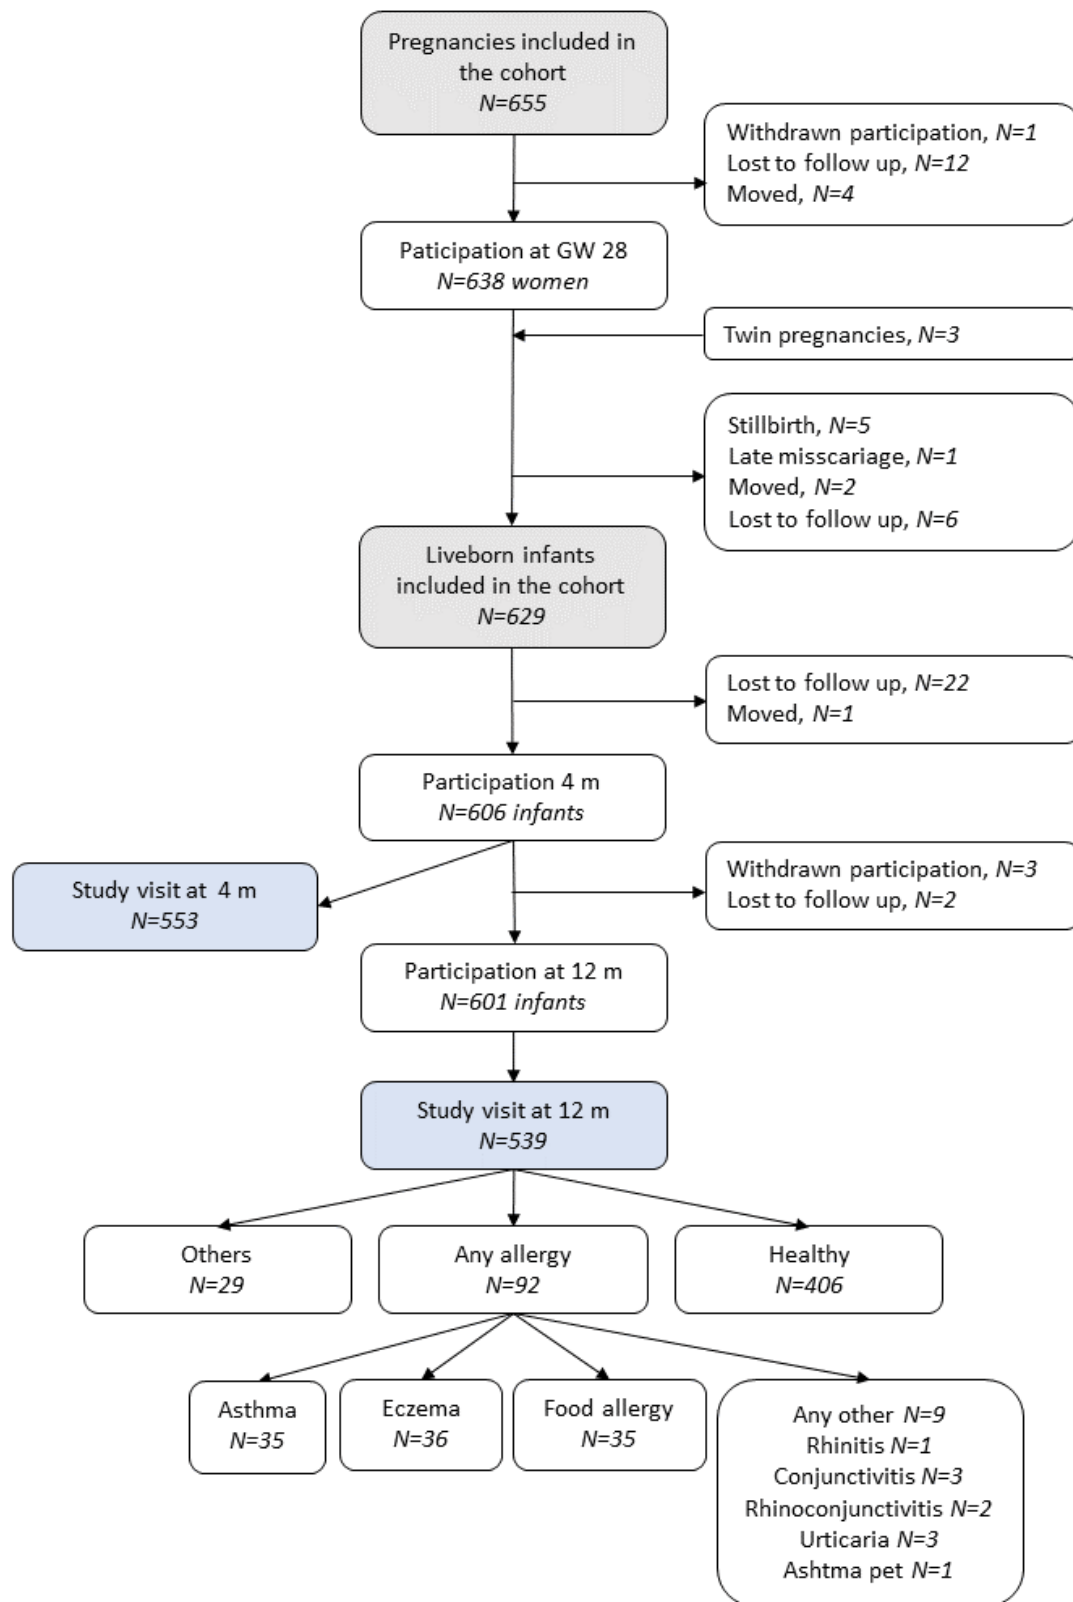 Pregnancies included in
the cohort
N=655
Withdrawn participation, N=1
Lost to follow up, N=12
Moved, N=4
Paticipation at GW 28
N=638 women
Twin pregnancies, N=3
Stillbirth, N=5
Late misscariage, N=1
Moved, N=2
Lost to follow up, N=6
Liveborn infants
included in the cohort
N=629
Lost to follow up, N=22
Moved, N=1
Participation 4 m
N=606 infants
Study visit at 4 m
N=553
Withdrawn participation, N=3
Lost to follow up, N=2
Participation at 12 m
N=601 infants
Study visit at 12 m
N=539
Others
N=29
Any allergy
N=92
Healthy
N=406
Asthma
N=35
Eczema
N=36
Food allergy
N=35
Any other N=9
Rhinitis N=1
Conjunctivitis N=3
Rhinoconjunctivitis N=2
Urticaria N=3
Ashtma pet N=1